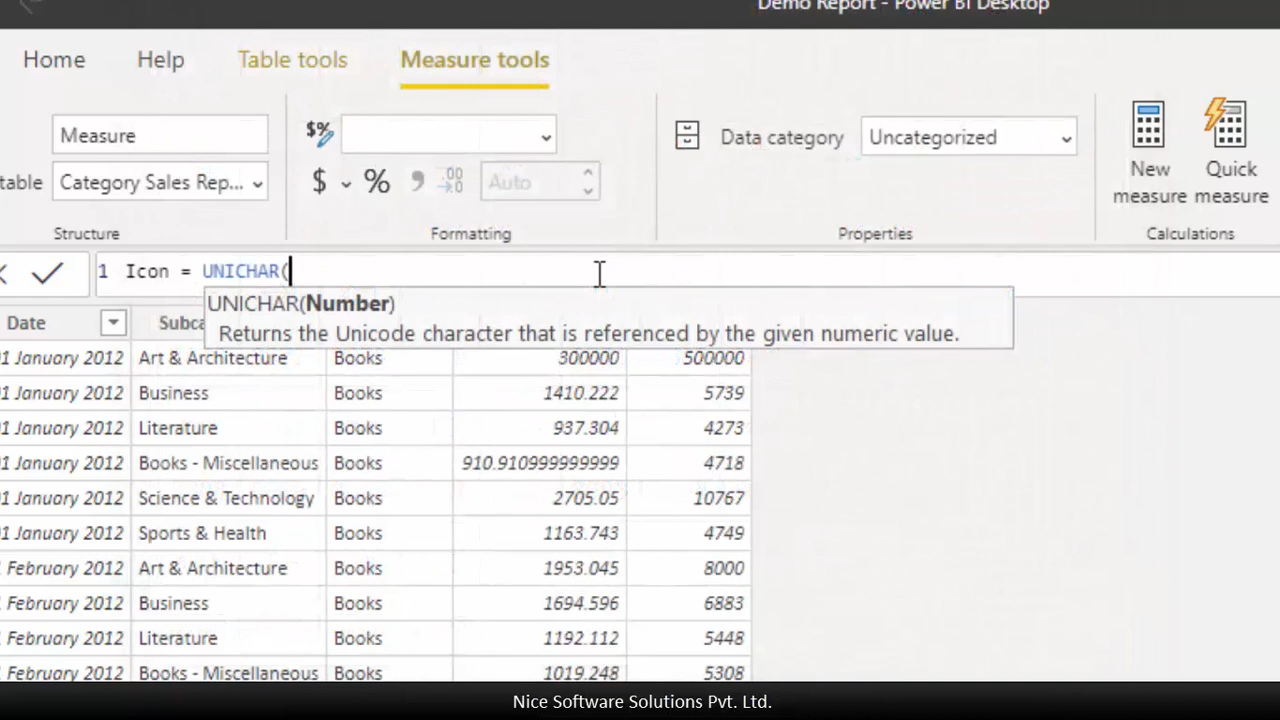 Demo Report - Power BI Desktop
Home Help Table tools Measure tools
Measure
$% Data category Uncategorized
New measure
Quick measure
table Category Sales Rep...
$ % , .00 →0 Auto
Structure Formatting Properties Calculations
1 Icon = UNICHAR(
UNICHAR(Number)
Returns the Unicode character that is referenced by the given numeric value.
Date
01 January 2012 Art & Architecture Books 300000 500000
01 January 2012 Business Books 1410.222 5739
01 January 2012 Literature Books 937.304 4273
01 January 2012 Books - Miscellaneous Books 910.910999999999 4718
01 January 2012 Science & Technology Books 2705.05 10767
01 January 2012 Sports & Health Books 1163.743 4749
February 2012 Art & Architecture Books 1953.045 8000
February 2012 Business Books 1694.596 6883
February 2012 Literature Books 1192.112 5448
February 2012 Books - Miscellaneous Books 1019.248 5308
Nice Software Solutions Pvt. Ltd.